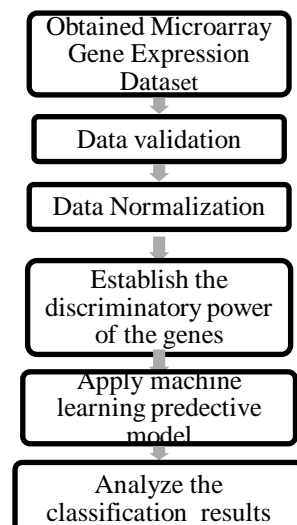 Obtained Microarray
Gene Expression
Dataset
Data validation
Data Normalization
Establish the
discriminatory power
of the genes
Apply machine
learning predective
model
Analyze the
classification results